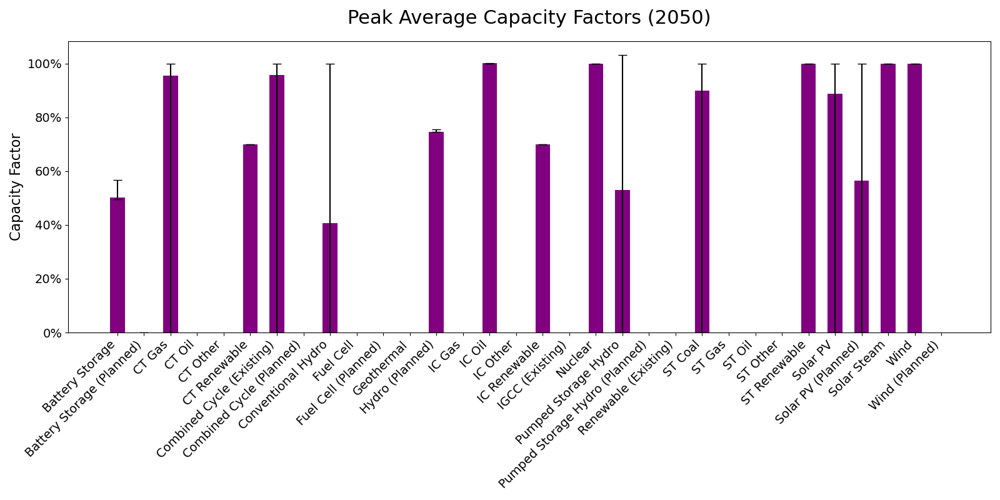 Peak Average Capacity Factors (2050)
Capacity Factor
100%
80%
60%
40%
20%
0%
Battery Storage
Battery Storage (Planned)
CT Gas
CT Oil
CT Other
CT Renewable
Combined Cycle (Existing)
Combined Cycle (Planned)
Conventional Hydro
Fuel Cell
Fuel Cell (Planned)
Geothermal
Hydro (Planned)
IC Gas
IC Oil
IC Other
IC Renewable
IGCC (Existing)
Nuclear
Pumped Storage Hydro
Pumped Storage Hydro (Planned)
Renewable (Existing)
ST Coal
ST Gas
ST Oil
ST Other
ST Renewable
Solar PV
Solar PV (Planned)
Solar Steam
Wind
Wind (Planned)